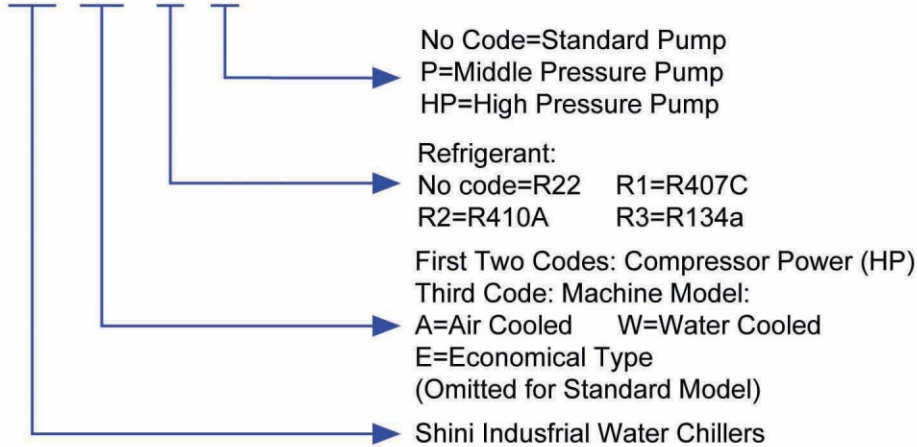 No Code=Standard Pump
P=Middle Pressure Pump
HP=High Pressure Pump
Refrigerant:
No code=R22 R1=R407C
R2=R410A R3=R134a
First Two Codes: Compressor Power (HP)
Third Code: Machine Model:
A=Air Cooled W=Water Cooled
E=Economical Type
(Omitted for Standard Model)
Shini Indusfrial Water Chillers